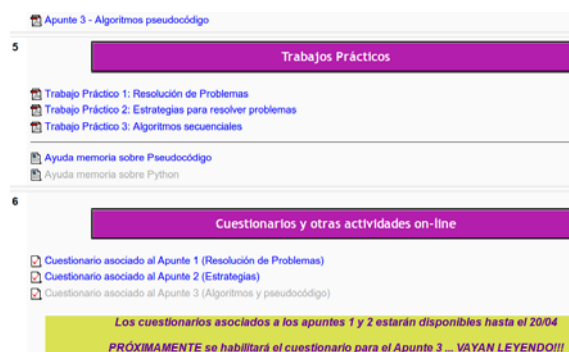 Apunte 3 - Algoritmos pseudocódigo
5
Trabajos Prácticos
Trabajo Práctico 1: Resolución de Problemas
Trabajo Práctico 2: Estrategias para resolver problemas
Trabajo Práctico 3: Algoritmos secuenciales
Ayuda memoria sobre Pseudocódigo
Ayuda memoria sobre Python
6
Cuestionarios y otras actividades on-line
Cuestionario asociado al Apunte 1 (Resolución de Problemas)
Cuestionario asociado al Apunte 2 (Estrategias)
Cuestionario asociado al Apunte 3 (Algoritmos y pseudocódigo)
Los cuestionarios asociados a los apuntes 1 y 2 estarán disponibles hasta el 20/04
PRÓXIMAMENTE se habilitará el cuestionario para el Apunte 3 ... VAYAN LEYENDO!!!